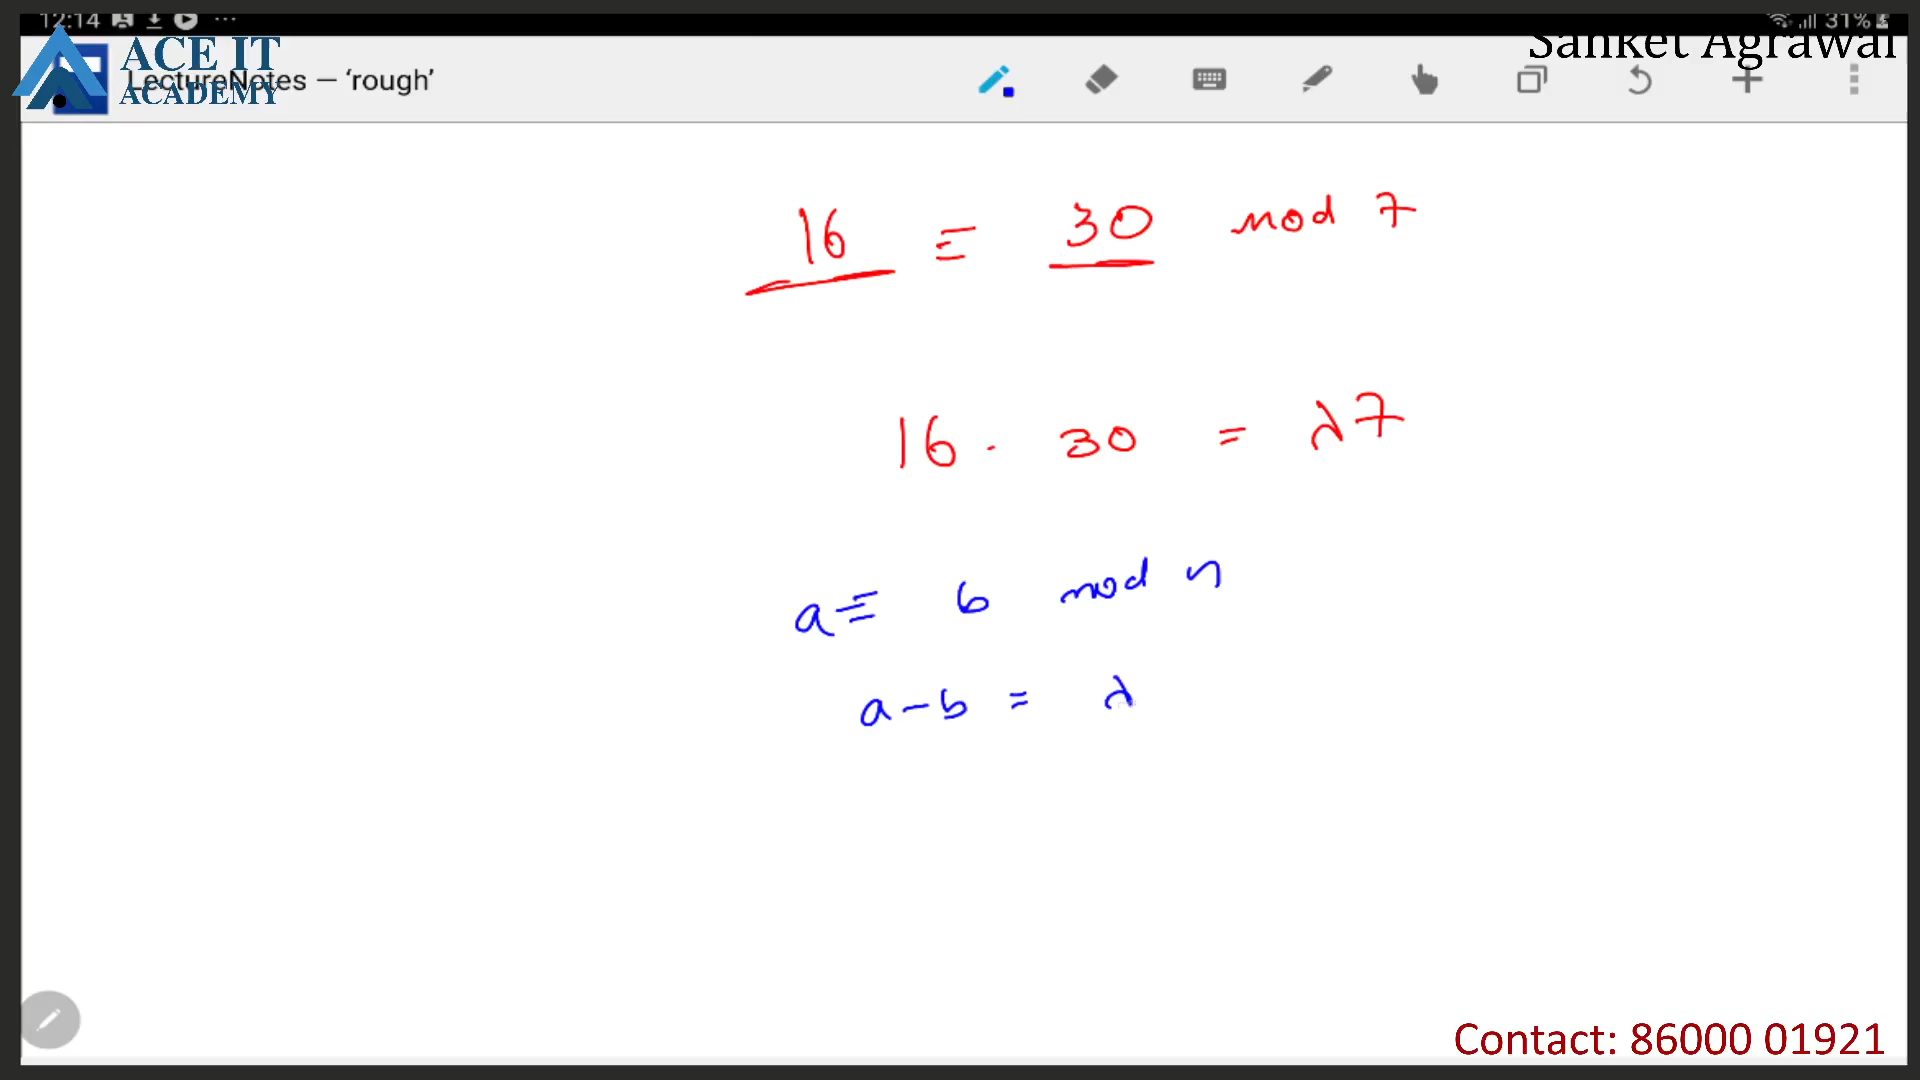 12:14 ... 31%
Sanket Agrawal
ACE IT
ACADEMY
LectureNotes — ‘rough’
16 ≡ 30 mod 7
16 - 30 = λ7
a ≡ b mod n
a - b = λ
Contact: 86000 01921